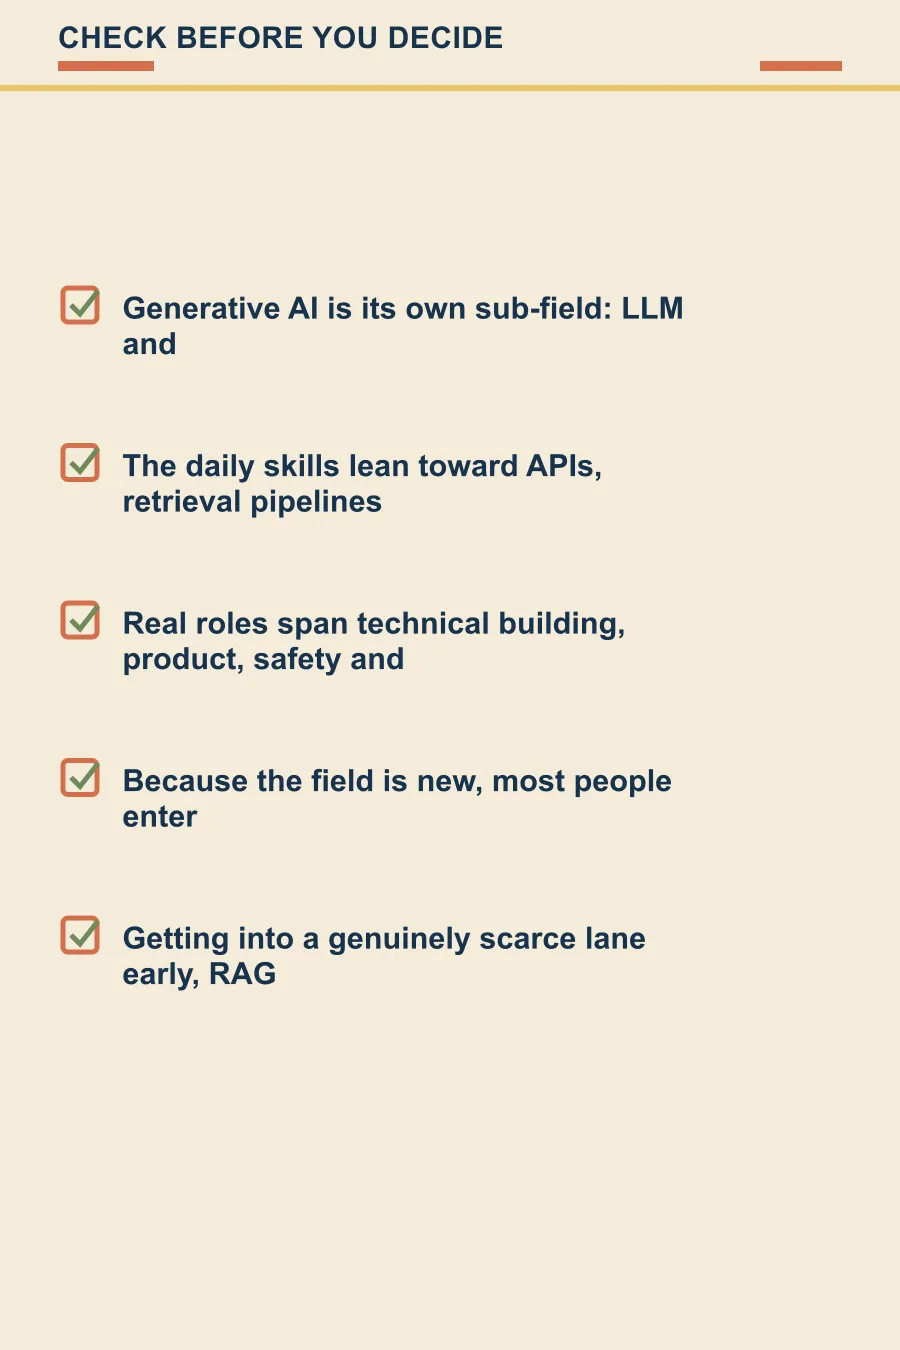 CHECK BEFORE YOU DECIDE
Generative AI is its own sub-field: LLM
and
The daily skills lean toward APIs,
retrieval pipelines
Real roles span technical building,
product, safety and
Because the field is new, most people
enter
Getting into a genuinely scarce lane
early, RAG